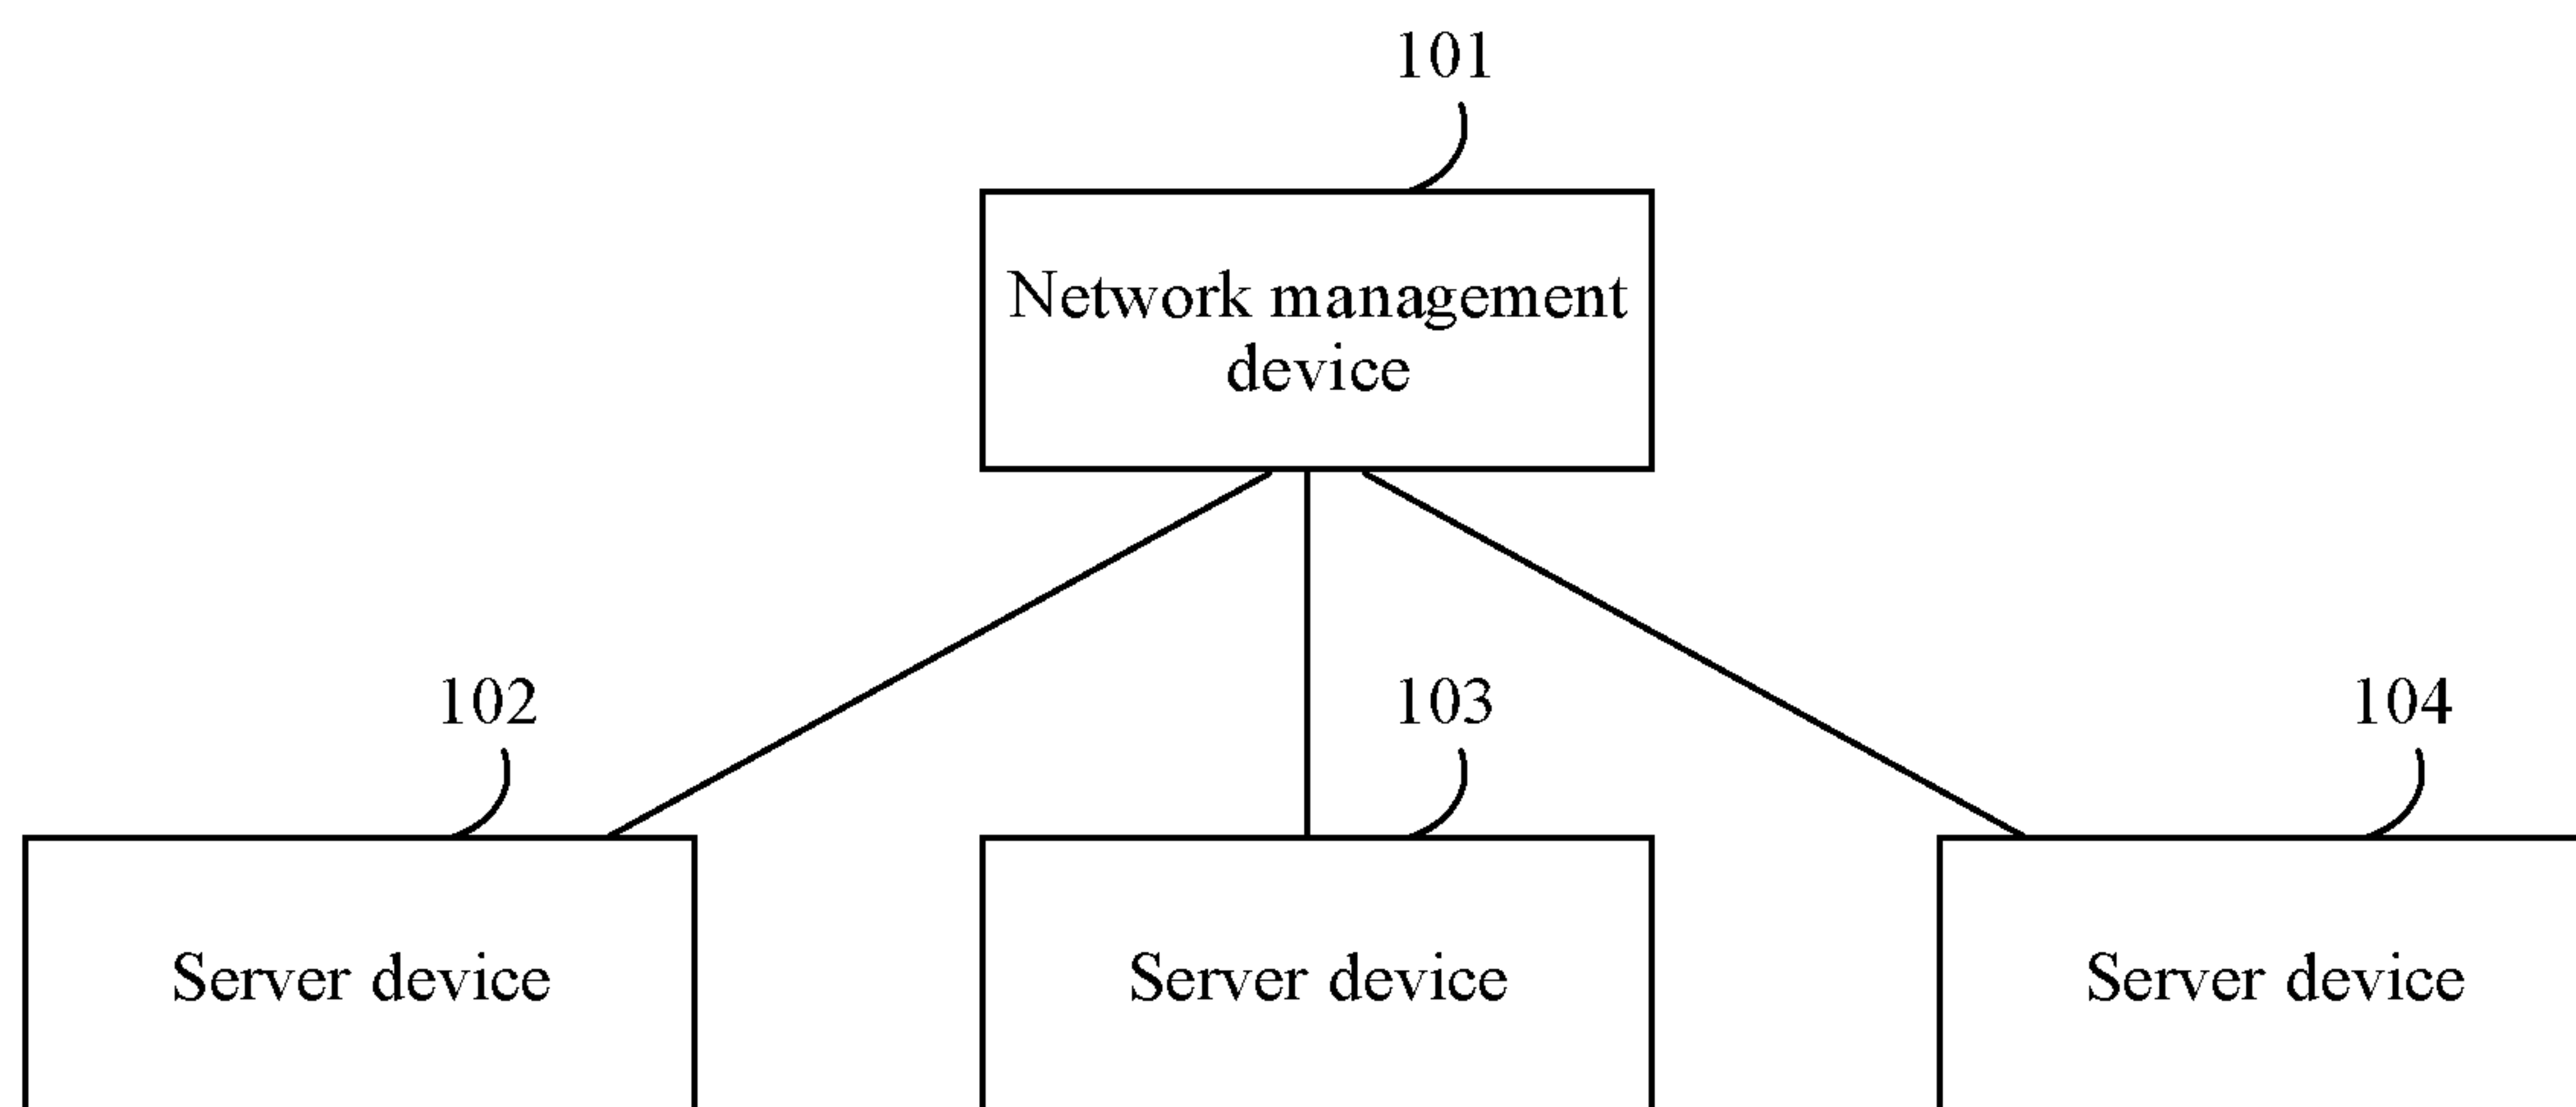 101
Network management
device
102
103
104
Server device
Server device
Server device